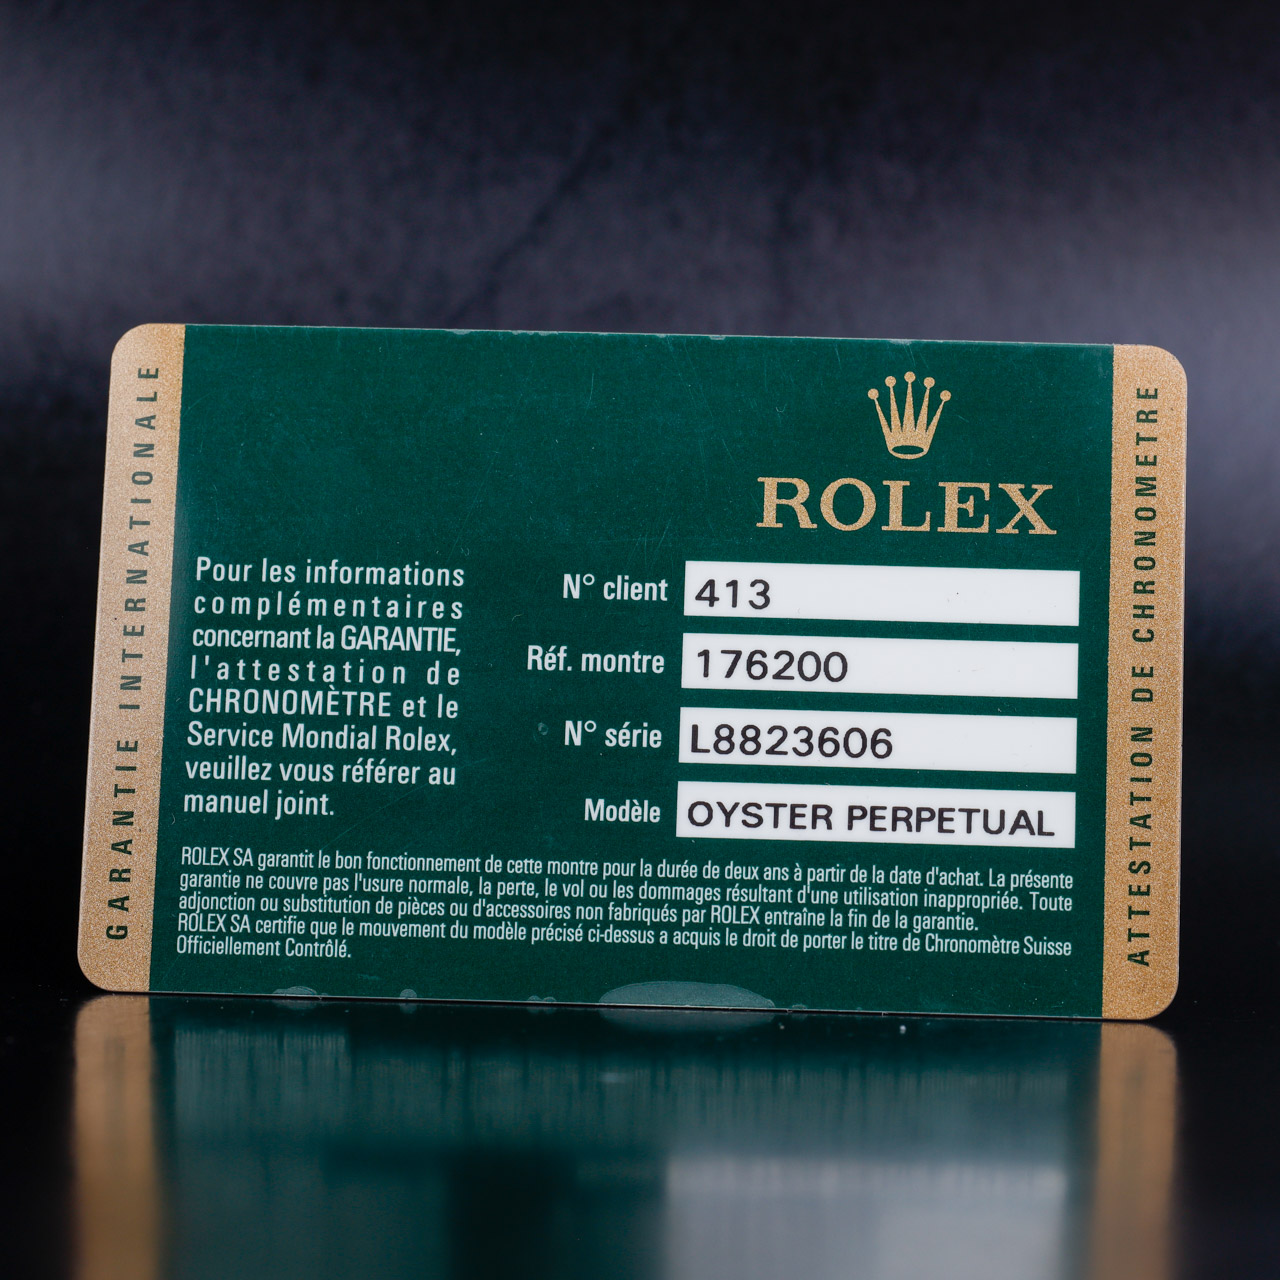 GARANTIE INTERNATIONALE
ROLEX
Pour les informations
complémentaires
concernant la GARANTIE,
l'attestation de
CHRONOMÈTRE et le
Service Mondial Rolex,
veuillez vous référer au
manuel joint.
N° client 413
Réf. montre 176200
N° série L8823606
Modèle OYSTER PERPETUAL
ROLEX SA garantit le bon fonctionnement de cette montre pour la durée de deux ans à partir de la date d'achat. La présente
garantie ne couvre pas l'usure normale, la perte, le vol ou les dommages résultant d'une utilisation inappropriée. Toute
adjonction ou substitution de pièces ou d'accessoires non fabriqués par ROLEX entraîne la fin de la garantie.
ROLEX SA certifie que le mouvement du modèle précisé ci-dessus a acquis le droit de porter le titre de Chronomètre Suisse
Officiellement Contrôlé.
ATTESTATION DE CHRONOMETRE